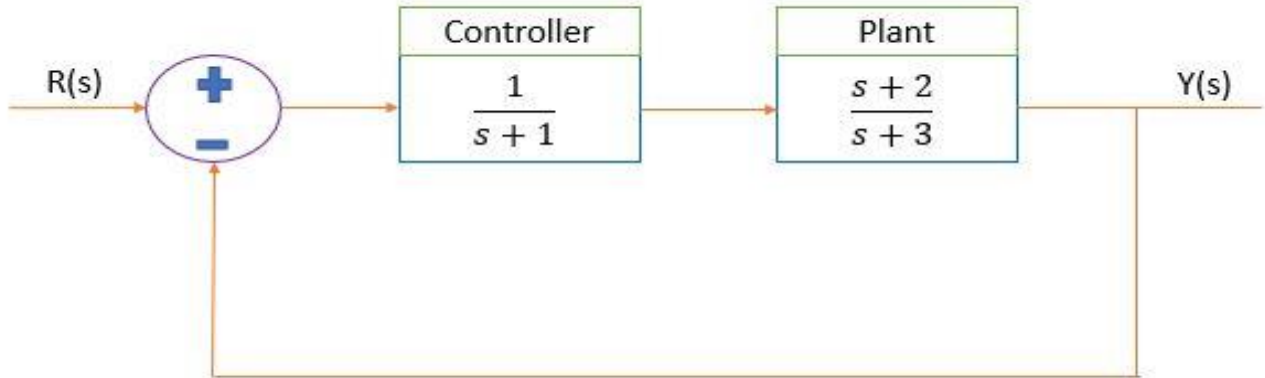 R(s)
+
−
Controller
1
s + 1
Plant
s + 2
s + 3
Y(s)